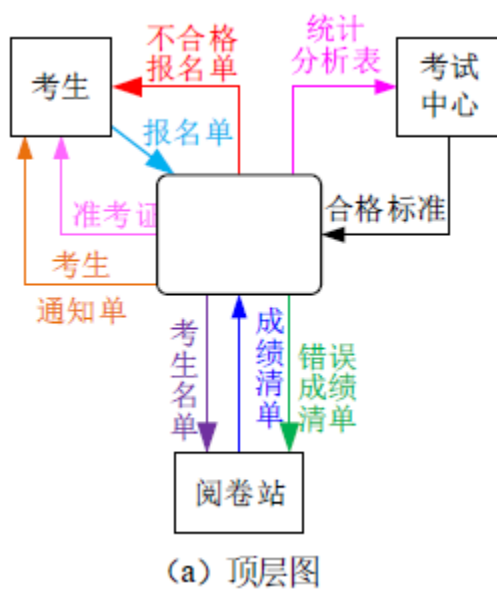 不合格
报名单
统计
分析表
考生
考试
中心
报名单
准考证
合格标准
考生
通知单
考生名单
成绩清单
错误
成绩
清单
阅卷站
（a）顶层图